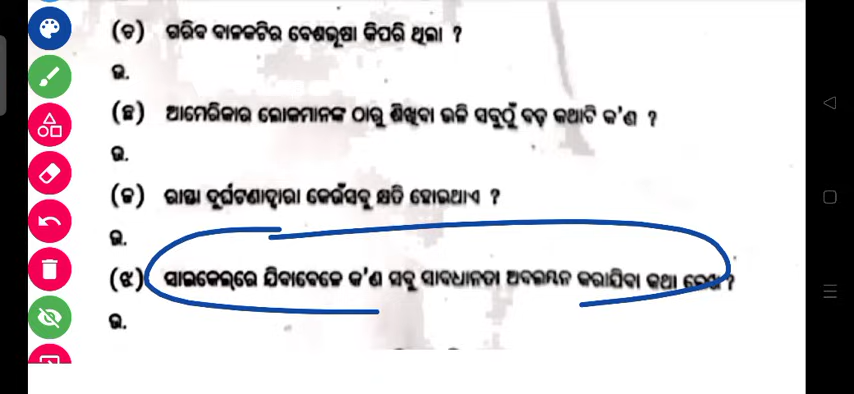 (ଚ) ଗରିବ ବାଳକଟିର ବେଶଭୂଷା କିପରି ଥିଲା ?
ଉ.
(ଛ) ଆମେରିକାର ଲୋକମାନଙ୍କ ଠାରୁ ଶିଖିବା ଭଳି ସବୁଠୁଁ ବଡ଼ କଥାଟି କ'ଣ ?
ଉ.
(ଜ) ରାସ୍ତା ଦୁର୍ଘଟଣାଦ୍ୱାରା କେଉଁସବୁ କ୍ଷତି ହୋଇଥାଏ ?
ଉ.
(ଝ) ସାଇକେଲ୍‌ରେ ଯିବାବେଳେ କ'ଣ ସବୁ ସାବଧାନତା ଅବଲମ୍ବନ କରାଯିବା କଥା ଲେଖ ?
ଉ.